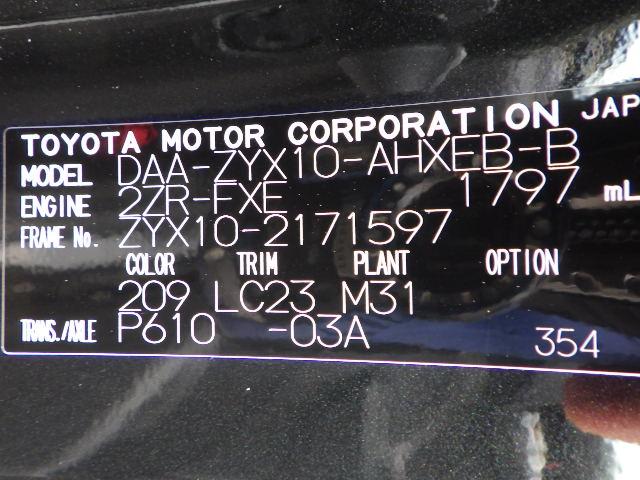 TOYOTA MOTOR CORPORATION JAP
MODEL DAA-ZYX10-AHXEB-B
ENGINE 2ZR-FXE 1797 mL
FRAME No. ZYX10-2171597
COLOR TRIM PLANT OPTION
209 LC23 M31
TRANS./AXLE P610 -03A 354